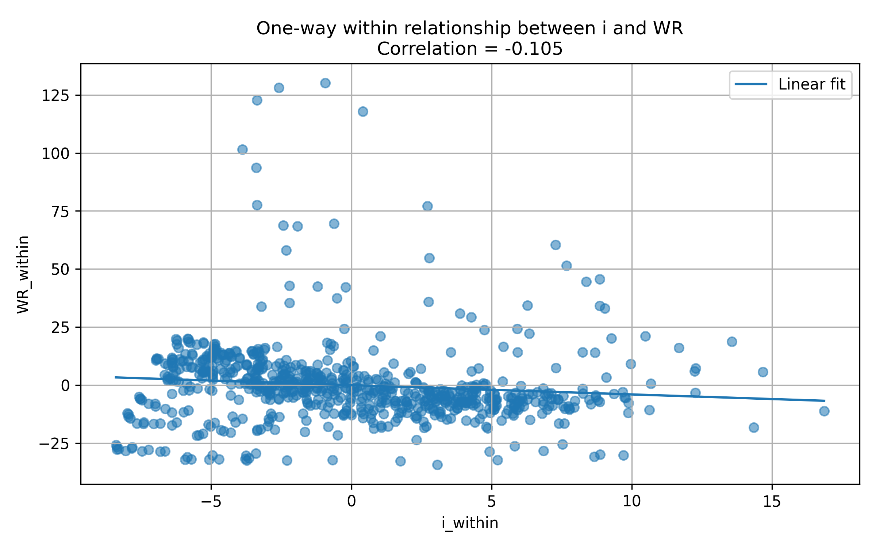 One-way within relationship between i and WR
Correlation = -0.105
Linear fit
125
100
75
50
25
0
−25
WR_within
−5
0
5
10
15
i_within